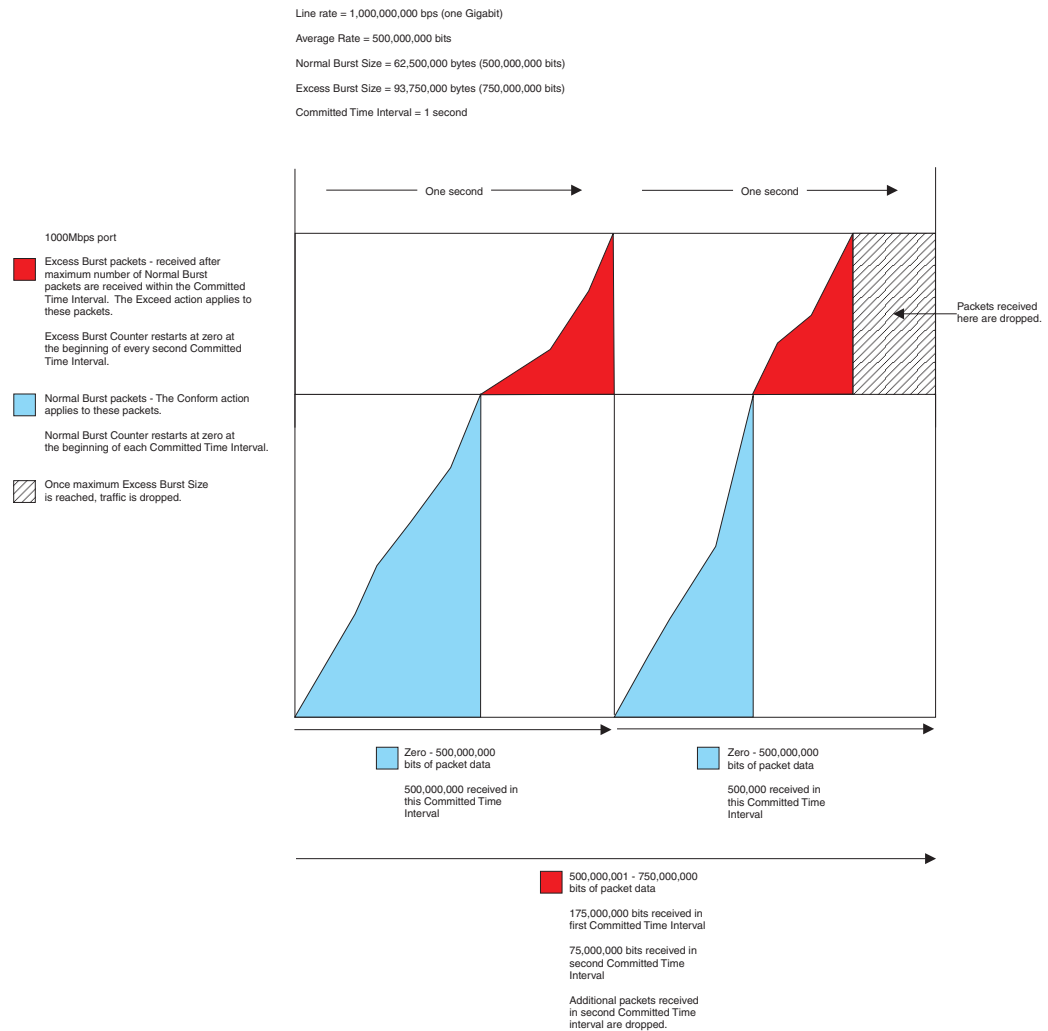 Line rate = 1,000,000,000 bps (one Gigabit)
Average Rate = 500,000,000 bits
Normal Burst Size = 62,500,000 bytes (500,000,000 bits)
Excess Burst Size = 93,750,000 bytes (750,000,000 bits)
Committed Time Interval = 1 second
One second
One second
1000Mbps port
Excess Burst packets - received after
maximum number of Normal Burst
packets are received within the Committed
Time Interval.  The Exceed action applies to
these packets.
Excess Burst Counter restarts at zero at
the beginning of every second Committed
Time Interval.
Packets received
here are dropped.
Normal Burst packets - The Conform action
applies to these packets.
Normal Burst Counter restarts at zero at
the beginning of each Committed Time Interval.
Once maximum Excess Burst Size
is reached, traffic is dropped.
Zero - 500,000,000
bits of packet data
500,000,000 received in
this Committed Time
Interval
Zero - 500,000,000
bits of packet data
500,000 received in
this Committed Time
Interval
500,000,001 - 750,000,000
bits of packet data
175,000,000 bits received in
first Committed Time Interval
75,000,000 bits received in
second Committed Time
Interval
Additional packets received
in second Committed Time
interval are dropped.